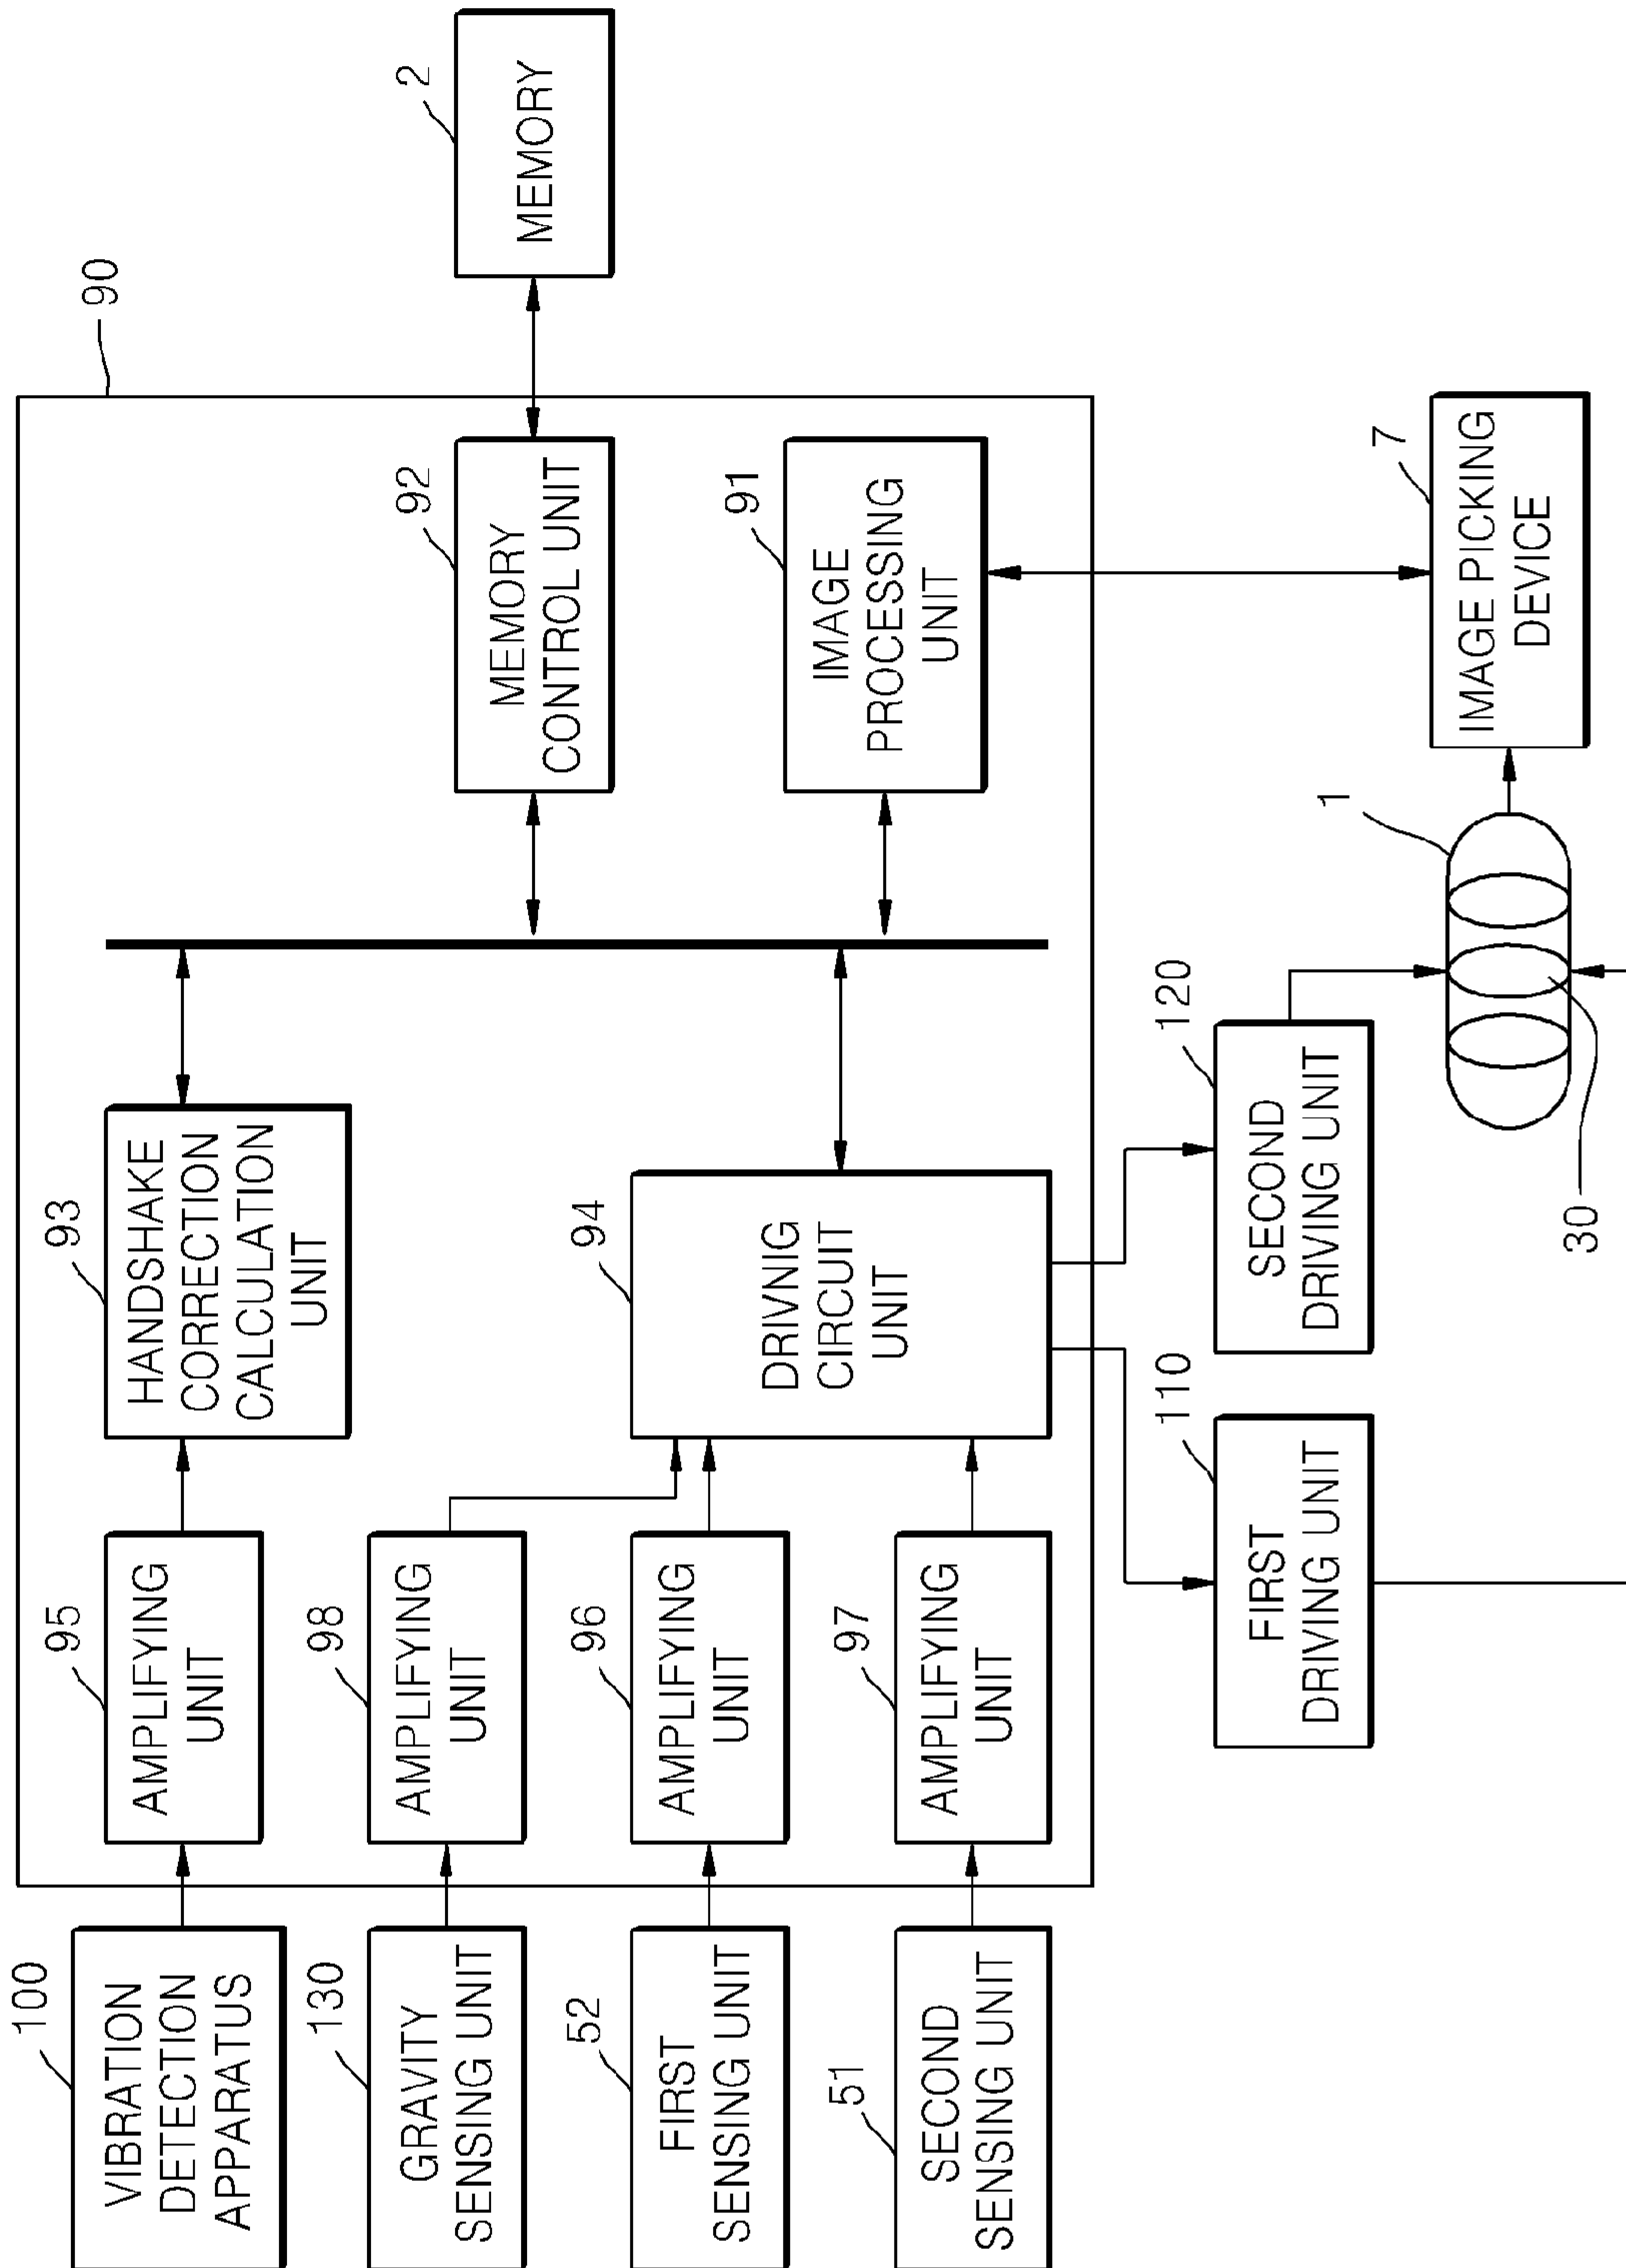 90
100
VIBRATION
DETECTION
APPARATUS
95
AMPLIFYING
UNIT
93
HANDSHAKE
CORRECTION
CALCULATION
UNIT
130
GRAVITY
SENSING UNIT
98
AMPLIFYING
UNIT
92
MEMORY
CONTROL UNIT
2
MEMORY
52
FIRST
SENSING UNIT
96
AMPLIFYING
UNIT
94
DRIVNIG
CIRCUIT
UNIT
91
IMAGE
PROCESSING
UNIT
51
SECOND
SENSING UNIT
97
AMPLIFYING
UNIT
110
FIRST
DRIVING UNIT
120
SECOND
DRIVING UNIT
1
30
7
IMAGE PICKING
DEVICE